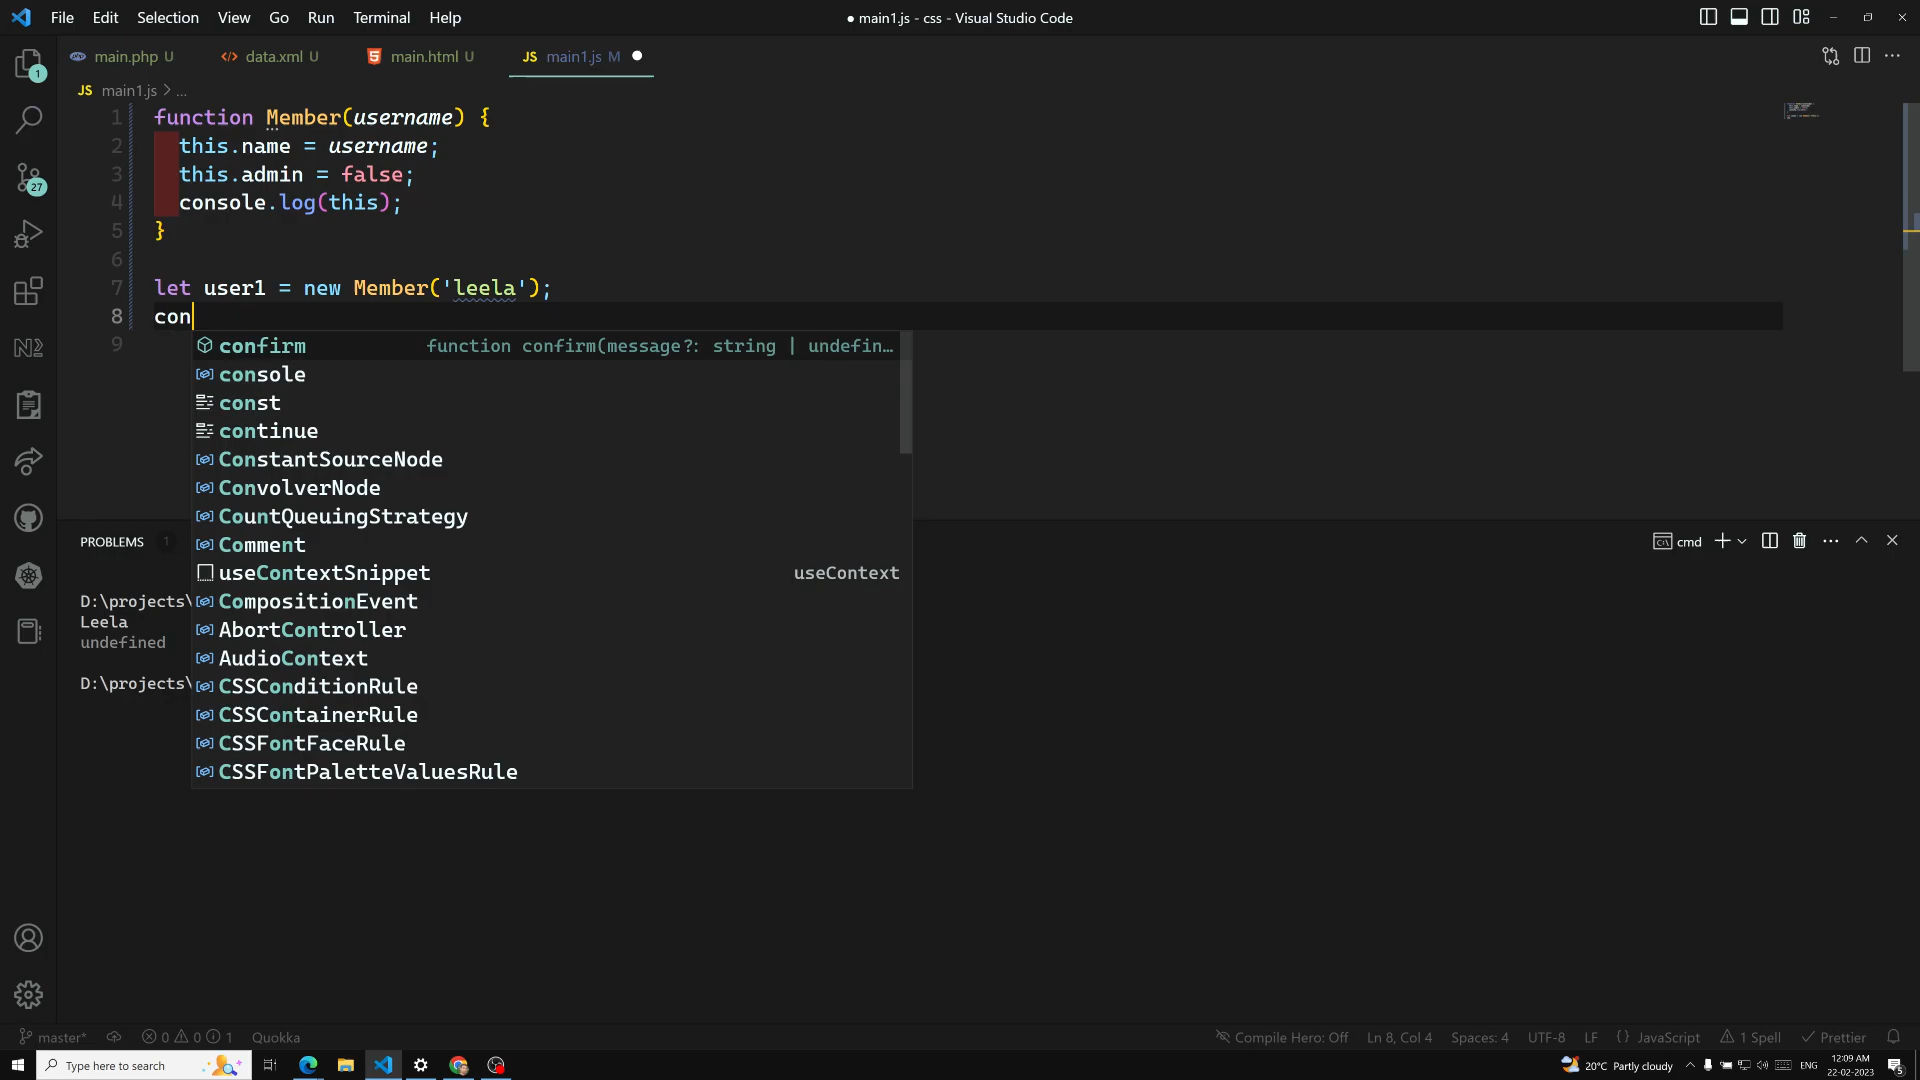 File Edit Selection View Go Run Terminal Help
● main1.js - css - Visual Studio Code
main.php U
data.xml U
main.html U
JS main1.js M
JS main1.js > ...
1 function Member(username) {
2 this.name = username;
3 this.admin = false;
4 console.log(this);
5 }
6
7 let user1 = new Member('leela');
8 con
9
confirm function confirm(message?: string | undefin…
console
const
continue
ConstantSourceNode
ConvolverNode
CountQueuingStrategy
Comment
useContextSnippet useContext
CompositionEvent
AbortController
AudioContext
CSSConditionRule
CSSContainerRule
CSSFontFaceRule
CSSFontPaletteValuesRule
1
27
PROBLEMS 1
cmd
D:\projects\
Leela
undefined
D:\projects\
master* 0 0 1 Quokka
Compile Hero: Off Ln 8, Col 4 Spaces: 4 UTF-8 LF {} JavaScript 1 Spell Prettier
Type here to search
20°C Partly cloudy ENG
12:09 AM
22-02-2023
5